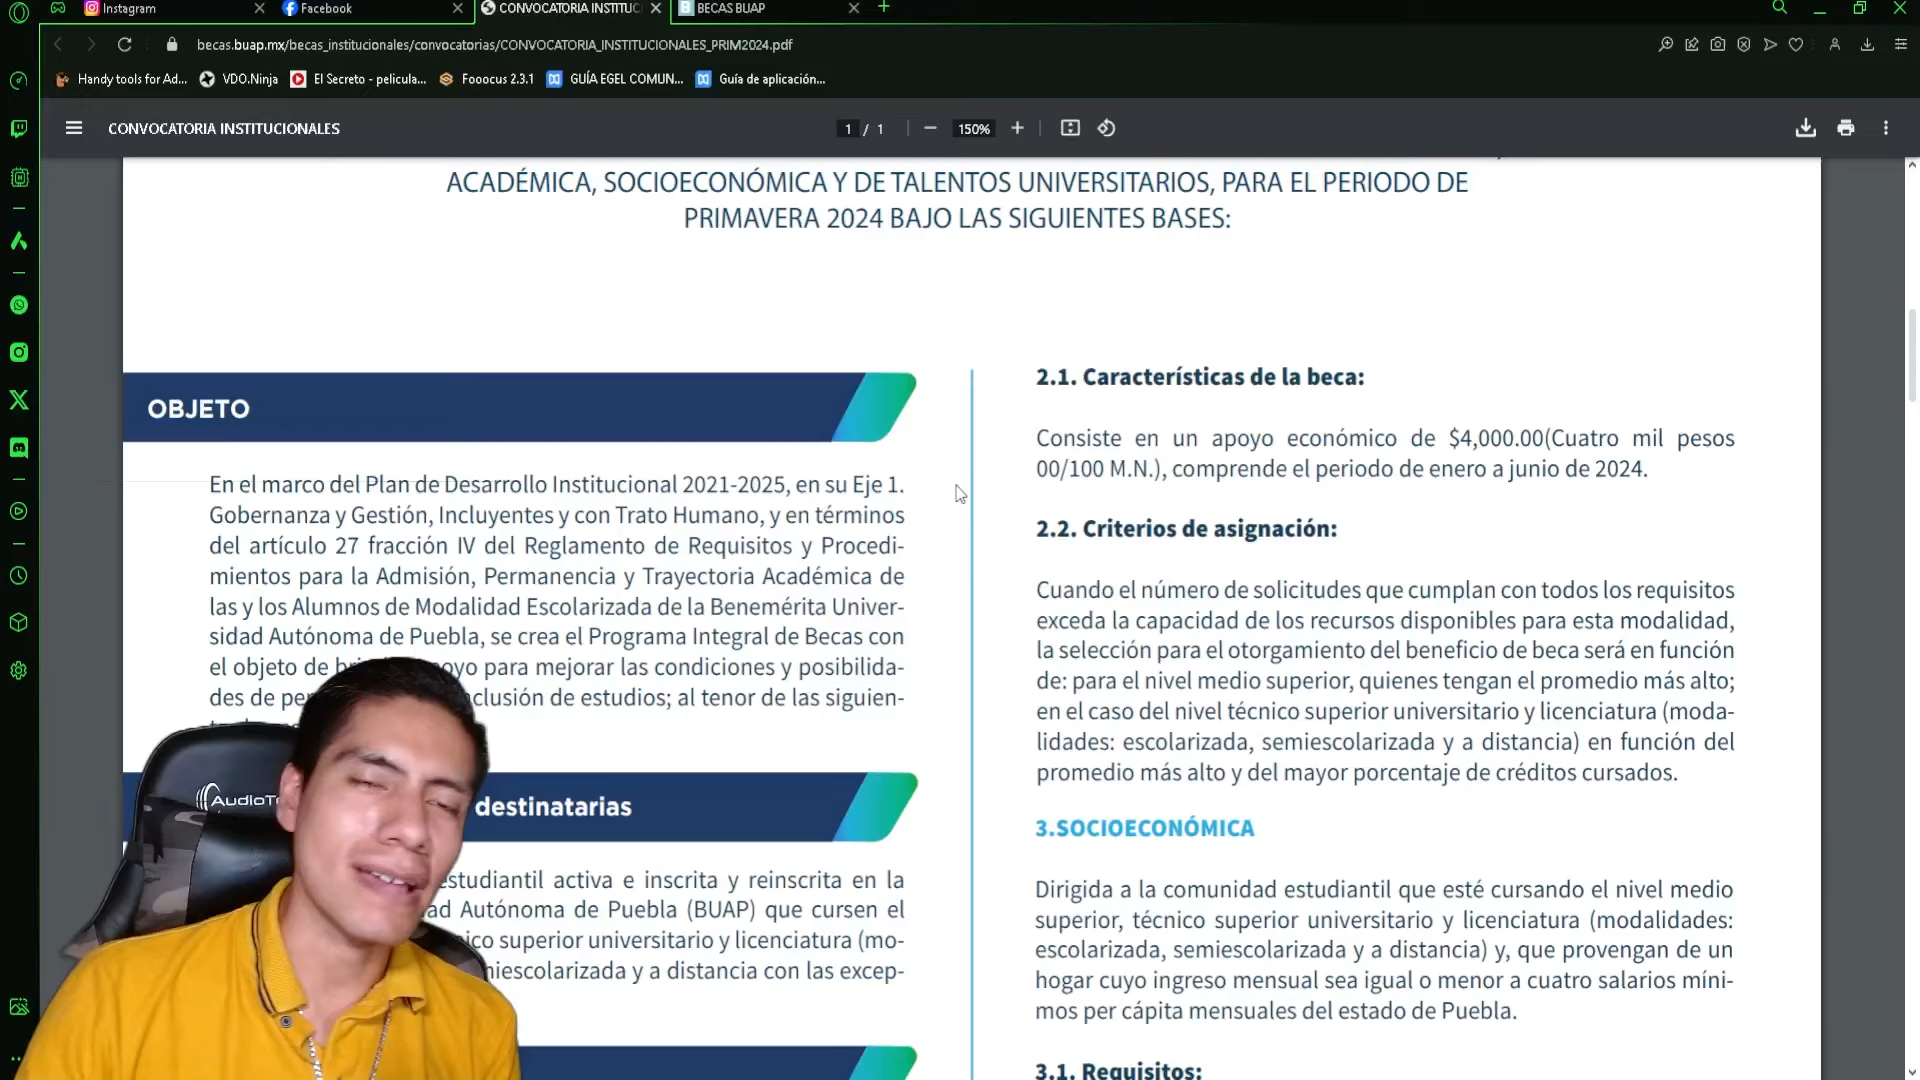 Instagram
Facebook
CONVOCATORIA INSTITUC
BECAS BUAP
becas.buap.mx/becas_institucionales/convocatorias/CONVOCATORIA_INSTITUCIONALES_PRIM2024.pdf
Handy tools for Ad...
VDO.Ninja
El Secreto - pelicula...
Fooocus 2.3.1
GUÍA EGEL COMUN...
Guía de aplicación...
CONVOCATORIA INSTITUCIONALES
1 / 1
150%
ACADÉMICA, SOCIOECONÓMICA Y DE TALENTOS UNIVERSITARIOS, PARA EL PERIODO DE
PRIMAVERA 2024 BAJO LAS SIGUIENTES BASES:
OBJETO
En el marco del Plan de Desarrollo Institucional 2021-2025, en su Eje 1.
Gobernanza y Gestión, Incluyentes y con Trato Humano, y en términos
del artículo 27 fracción IV del Reglamento de Requisitos y Procedi-
mientos para la Admisión, Permanencia y Trayectoria Académica de
las y los Alumnos de Modalidad Escolarizada de la Benemérita Univer-
sidad Autónoma de Puebla, se crea el Programa Integral de Becas con
el objeto de poyo para mejorar las condiciones y posibilida-
des de per clusión de estudios; al tenor de las siguien-
destinatarias
estudiantil activa e inscrita y reinscrita en la
ad Autónoma de Puebla (BUAP) que cursen el
ico superior universitario y licenciatura (mo-
miescolarizada y a distancia con las excep-
2.1. Características de la beca:
Consiste en un apoyo económico de $4,000.00(Cuatro mil pesos
00/100 M.N.), comprende el periodo de enero a junio de 2024.
2.2. Criterios de asignación:
Cuando el número de solicitudes que cumplan con todos los requisitos
exceda la capacidad de los recursos disponibles para esta modalidad,
la selección para el otorgamiento del beneficio de beca será en función
de: para el nivel medio superior, quienes tengan el promedio más alto;
en el caso del nivel técnico superior universitario y licenciatura (moda-
lidades: escolarizada, semiescolarizada y a distancia) en función del
promedio más alto y del mayor porcentaje de créditos cursados.
3.SOCIOECONÓMICA
Dirigida a la comunidad estudiantil que esté cursando el nivel medio
superior, técnico superior universitario y licenciatura (modalidades:
escolarizada, semiescolarizada y a distancia) y, que provengan de un
hogar cuyo ingreso mensual sea igual o menor a cuatro salarios míni-
mos per cápita mensuales del estado de Puebla.
3.1. Requisitos: